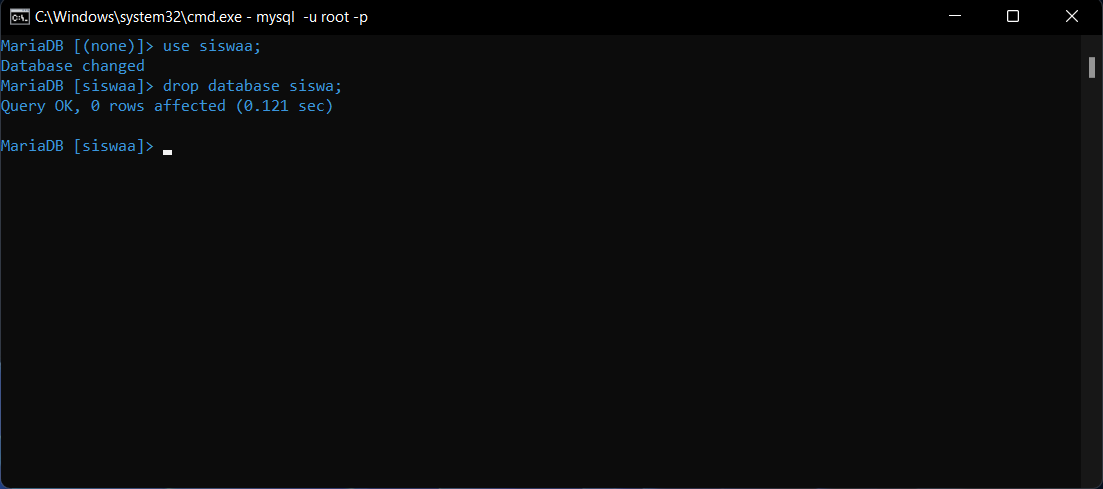 C:\Windows\system32\cmd.exe - mysql  -u root -p
MariaDB [(none)]> use siswaa;
Database changed
MariaDB [siswaa]> drop database siswa;
Query OK, 0 rows affected (0.121 sec)
MariaDB [siswaa]>